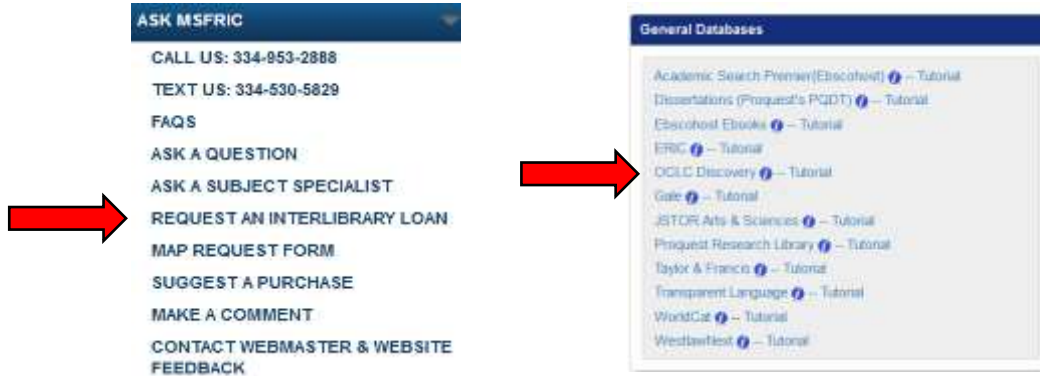 ASK MSFRIC
CALL US: 334-953-2888
TEXT US: 334-530-5829
FAQS
ASK A QUESTION
ASK A SUBJECT SPECIALIST
REQUEST AN INTERLIBRARY LOAN
MAP REQUEST FORM
SUGGEST A PURCHASE
MAKE A COMMENT
CONTACT WEBMASTER & WEBSITE
FEEDBACK
General Databases
Academic Search Premier(Ebscohost) i -- Tutorial
Dissertations (Proquest's PQDT) i -- Tutorial
Ebscohost Ebooks i -- Tutorial
ERIC i -- Tutorial
OCLC Discovery i -- Tutorial
Gale i -- Tutorial
JSTOR Arts & Sciences i -- Tutorial
Proquest Research Library i -- Tutorial
Taylor & Francis i -- Tutorial
Transparent Language i -- Tutorial
WorldCat i -- Tutorial
WestlawNext i -- Tutorial